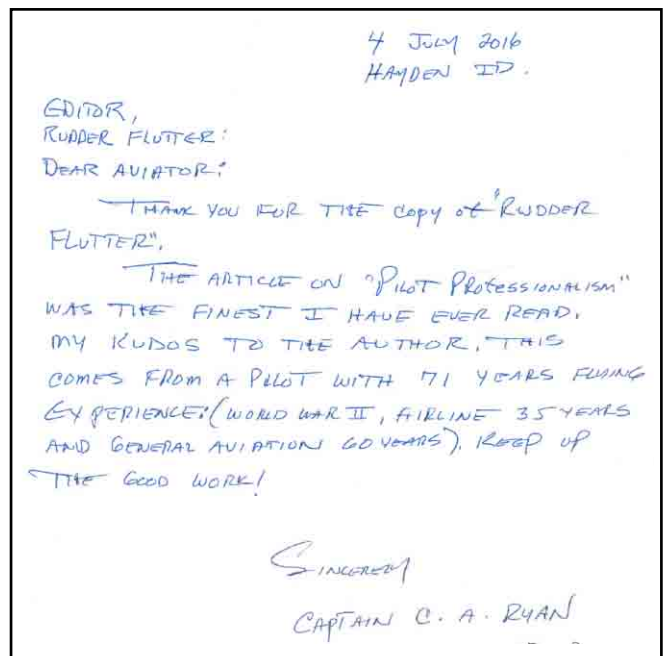 4 JULY 2016
HAYDEN ID.
EDITOR,
RUDDER FLUTTER:
DEAR AVIATOR:
THANK YOU FOR THE COPY OF "RUDDER
FLUTTER".
THE ARTICLE ON "PILOT PROFESSIONALISM"
WAS THE FINEST I HAVE EVER READ.
MY KUDOS TO THE AUTHOR. THIS
COMES FROM A PILOT WITH 71 YEARS FLYING
EXPERIENCE: (WORLD WAR II, AIRLINE 35 YEARS
AND GENERAL AVIATION 60 YEARS). KEEP UP
THE GOOD WORK!
SINCERELY
CAPTAIN C. A. RYAN